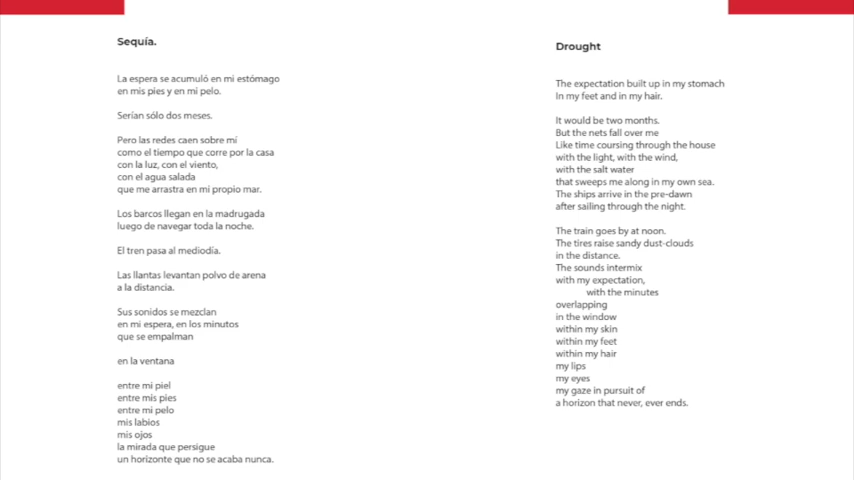 Sequía.
La espera se acumuló en mi estómago
en mis pies y en mi pelo.
Serían sólo dos meses.
Pero las redes caen sobre mí
como el tiempo que corre por la casa
con la luz, con el viento,
con el agua salada
que me arrastra en mi propio mar.
Los barcos llegan en la madrugada
luego de navegar toda la noche.
El tren pasa al mediodía.
Las llantas levantan polvo de arena
a la distancia.
Sus sonidos se mezclan
en mi espera, en los minutos
que se empalman
en la ventana
entre mi piel
entre mis pies
entre mi pelo
mis labios
mis ojos
la mirada que persigue
un horizonte que no se acaba nunca.
Drought
The expectation built up in my stomach
In my feet and in my hair.
It would be two months.
But the nets fall over me
Like time coursing through the house
with the light, with the wind,
with the salt water
that sweeps me along in my own sea.
The ships arrive in the pre-dawn
after sailing through the night.
The train goes by at noon.
The tires raise sandy dust-clouds
in the distance.
The sounds intermix
with my expectation,
with the minutes
overlapping
in the window
within my skin
within my feet
within my hair
my lips
my eyes
my gaze in pursuit of
a horizon that never, ever ends.